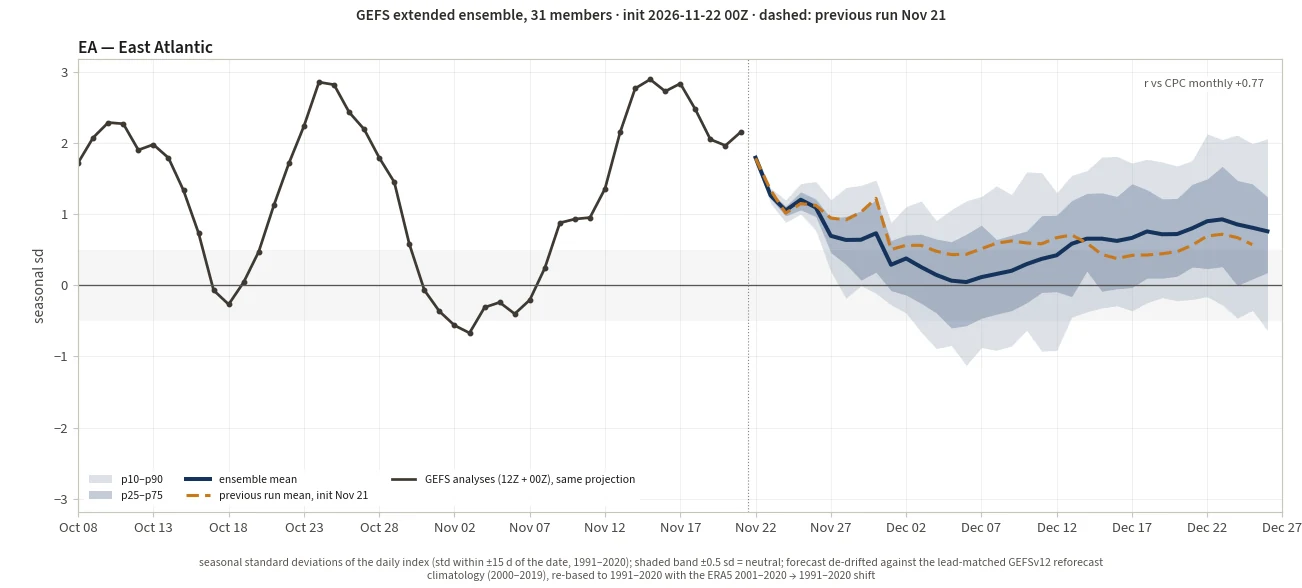 GEFS extended ensemble, 31 members · init 2026-11-22 00Z · dashed: previous run Nov 21
EA — East Atlantic
r vs CPC monthly +0.77
seasonal sd
3
2
1
0
−1
−2
−3
p10–p90
p25–p75
ensemble mean
previous run mean, init Nov 21
GEFS analyses (12Z + 00Z), same projection
Oct 08 Oct 13 Oct 18 Oct 23 Oct 28 Nov 02 Nov 07 Nov 12 Nov 17 Nov 22 Nov 27 Dec 02 Dec 07 Dec 12 Dec 17 Dec 22 Dec 27
seasonal standard deviations of the daily index (std within ±15 d of the date, 1991–2020); shaded band ±0.5 sd = neutral; forecast de-drifted against the lead-matched GEFSv12 reforecast
climatology (2000–2019), re-based to 1991–2020 with the ERA5 2001–2020 → 1991–2020 shift